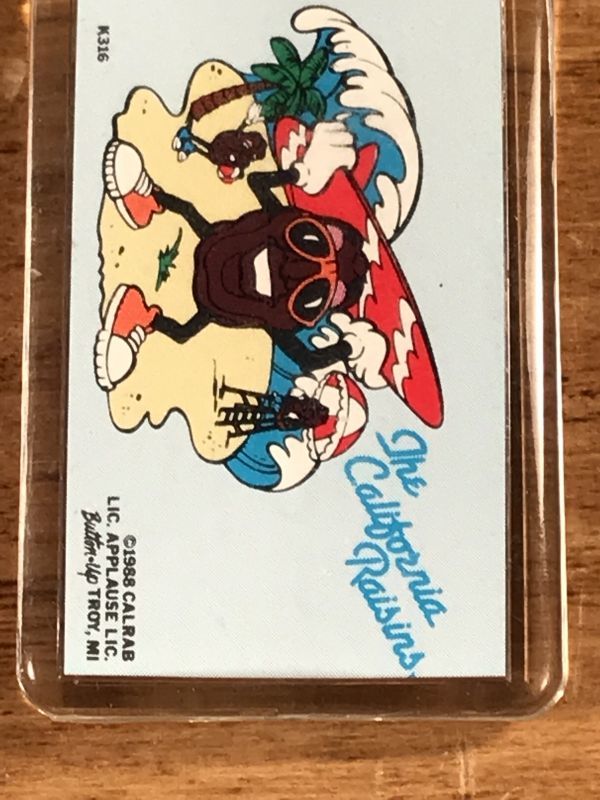 K316
The
California
Raisins
©1988 CALRAB
LIC. APPLAUSE LIC.
Button-Up TROY, MI